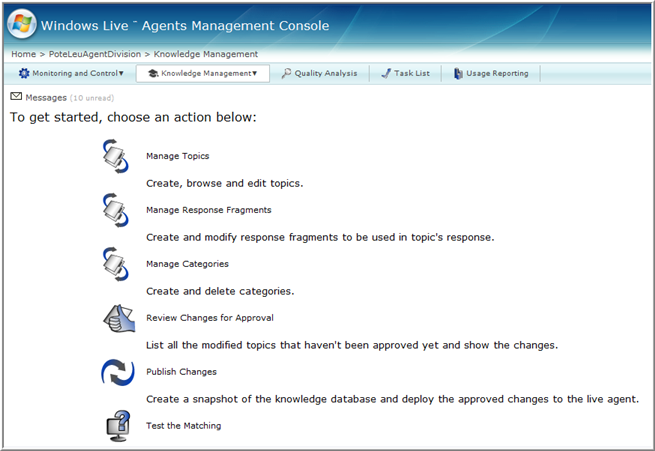 Windows Live ~ Agents Management Console
Home > PoteLeuAgentDivision > Knowledge Management
Monitoring and Control▼ Knowledge Management▼ Quality Analysis Task List Usage Reporting
Messages (10 unread)
To get started, choose an action below:
Manage Topics
Create, browse and edit topics.
Manage Response Fragments
Create and modify response fragments to be used in topic's response.
Manage Categories
Create and delete categories.
Review Changes for Approval
List all the modified topics that haven't been approved yet and show the changes.
Publish Changes
Create a snapshot of the knowledge database and deploy the approved changes to the live agent.
Test the Matching